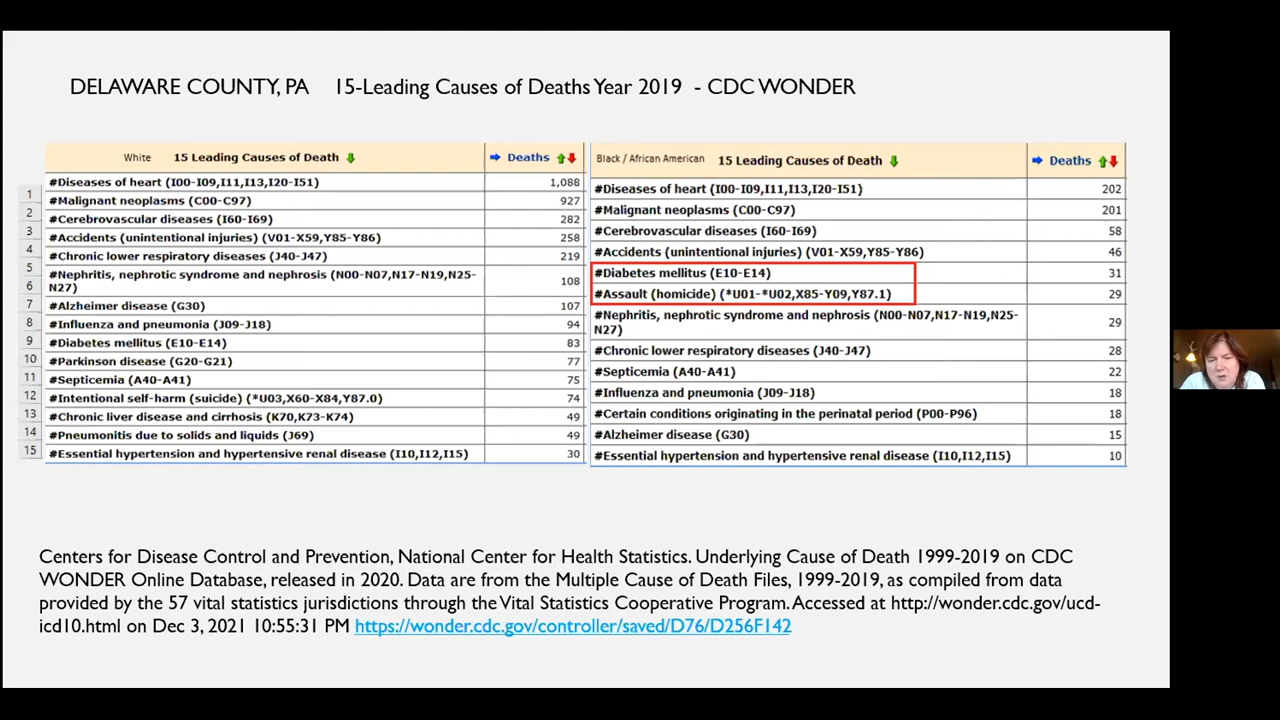 DELAWARE COUNTY, PA 15-Leading Causes of Deaths Year 2019 - CDC WONDER
White 15 Leading Causes of Death Deaths
1 #Diseases of heart (I00-I09,I11,I13,I20-I51) 1,088
2 #Malignant neoplasms (C00-C97) 927
3 #Cerebrovascular diseases (I60-I69) 282
4 #Accidents (unintentional injuries) (V01-X59,Y85-Y86) 258
5 #Chronic lower respiratory diseases (J40-J47) 219
6 #Nephritis, nephrotic syndrome and nephrosis (N00-N07,N17-N19,N25-
N27) 108
7 #Alzheimer disease (G30) 107
8 #Influenza and pneumonia (J09-J18) 94
9 #Diabetes mellitus (E10-E14) 83
10 #Parkinson disease (G20-G21) 77
11 #Septicemia (A40-A41) 75
12 #Intentional self-harm (suicide) (*U03,X60-X84,Y87.0) 74
13 #Chronic liver disease and cirrhosis (K70,K73-K74) 49
14 #Pneumonitis due to solids and liquids (J69) 49
15 #Essential hypertension and hypertensive renal disease (I10,I12,I15) 30
Black / African American 15 Leading Causes of Death Deaths
#Diseases of heart (I00-I09,I11,I13,I20-I51) 202
#Malignant neoplasms (C00-C97) 201
#Cerebrovascular diseases (I60-I69) 58
#Accidents (unintentional injuries) (V01-X59,Y85-Y86) 46
#Diabetes mellitus (E10-E14) 31
#Assault (homicide) (*U01-*U02,X85-Y09,Y87.1) 29
#Nephritis, nephrotic syndrome and nephrosis (N00-N07,N17-N19,N25-
N27) 29
#Chronic lower respiratory diseases (J40-J47) 28
#Septicemia (A40-A41) 22
#Influenza and pneumonia (J09-J18) 18
#Certain conditions originating in the perinatal period (P00-P96) 18
#Alzheimer disease (G30) 15
#Essential hypertension and hypertensive renal disease (I10,I12,I15) 10
Centers for Disease Control and Prevention, National Center for Health Statistics. Underlying Cause of Death 1999-2019 on CDC
WONDER Online Database, released in 2020. Data are from the Multiple Cause of Death Files, 1999-2019, as compiled from data
provided by the 57 vital statistics jurisdictions through the Vital Statistics Cooperative Program. Accessed at http://wonder.cdc.gov/ucd-
icd10.html on Dec 3, 2021 10:55:31 PM https://wonder.cdc.gov/controller/saved/D76/D256F142